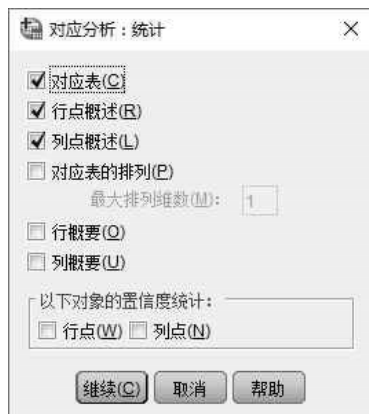 对应分析:统计
对应表(C)
行点概述(R)
列点概述(L)
对应表的排列(P)
最大排列维数(M): 1
行概要(O)
列概要(U)
以下对象的置信度统计:
行点(W) 列点(N)
继续(C) 取消 帮助